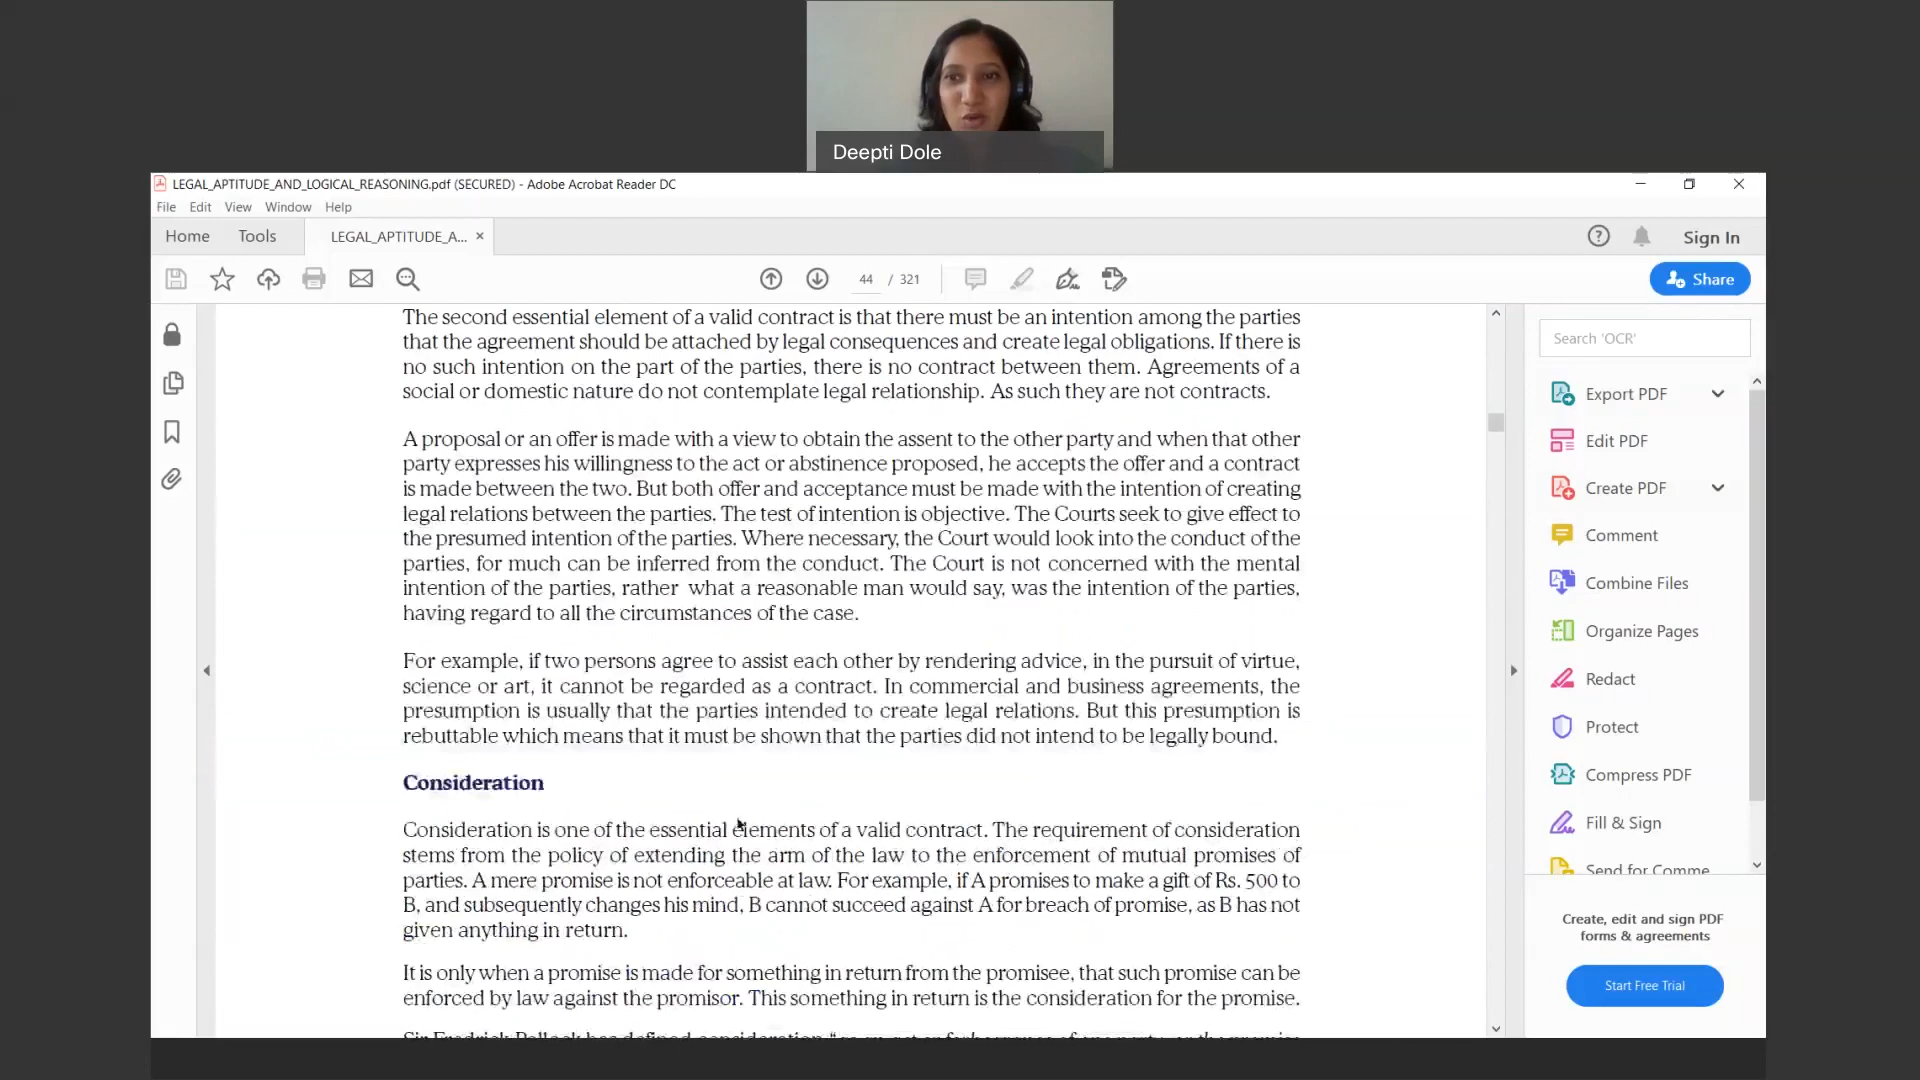 Deepti Dole
LEGAL_APTITUDE_AND_LOGICAL_REASONING.pdf (SECURED) - Adobe Acrobat Reader DC
File Edit View Window Help
Home Tools LEGAL_APTITUDE_A... × Sign In
44 / 321 Share
The second essential element of a valid contract is that there must be an intention among the parties
that the agreement should be attached by legal consequences and create legal obligations. If there is
no such intention on the part of the parties, there is no contract between them. Agreements of a
social or domestic nature do not contemplate legal relationship. As such they are not contracts.
A proposal or an offer is made with a view to obtain the assent to the other party and when that other
party expresses his willingness to the act or abstinence proposed, he accepts the offer and a contract
is made between the two. But both offer and acceptance must be made with the intention of creating
legal relations between the parties. The test of intention is objective. The Courts seek to give effect to
the presumed intention of the parties. Where necessary, the Court would look into the conduct of the
parties, for much can be inferred from the conduct. The Court is not concerned with the mental
intention of the parties, rather what a reasonable man would say, was the intention of the parties,
having regard to all the circumstances of the case.
For example, if two persons agree to assist each other by rendering advice, in the pursuit of virtue,
science or art, it cannot be regarded as a contract. In commercial and business agreements, the
presumption is usually that the parties intended to create legal relations. But this presumption is
rebuttable which means that it must be shown that the parties did not intend to be legally bound.
Consideration
Consideration is one of the essential elements of a valid contract. The requirement of consideration
stems from the policy of extending the arm of the law to the enforcement of mutual promises of
parties. A mere promise is not enforceable at law. For example, if A promises to make a gift of Rs. 500 to
B, and subsequently changes his mind, B cannot succeed against A for breach of promise, as B has not
given anything in return.
It is only when a promise is made for something in return from the promisee, that such promise can be
enforced by law against the promisor. This something in return is the consideration for the promise.
Search 'OCR'
Export PDF
Edit PDF
Create PDF
Comment
Combine Files
Organize Pages
Redact
Protect
Compress PDF
Fill & Sign
Send for Comme
Create, edit and sign PDF
forms & agreements
Start Free Trial